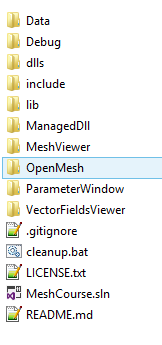 Data
Debug
dlls
include
lib
ManagedDll
MeshViewer
OpenMesh
ParameterWindow
VectorFieldsViewer
.gitignore
cleanup.bat
LICENSE.txt
MeshCourse.sln
README.md